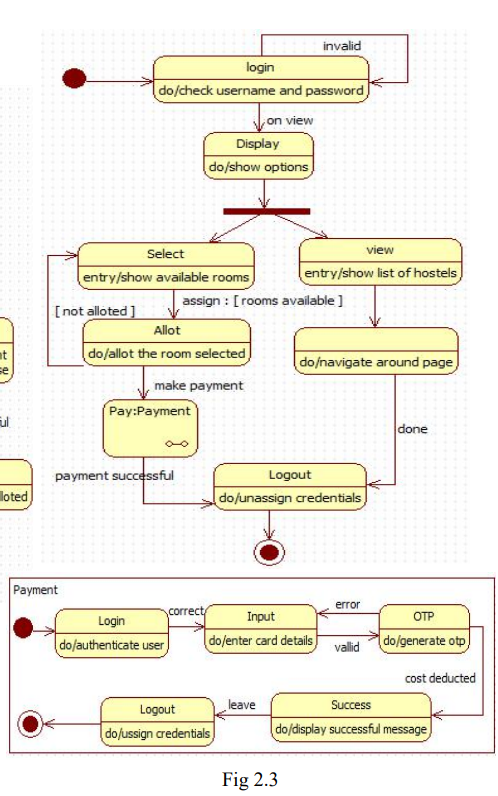 invalid
login
do/check username and password
on view
Display
do/show options
Select
entry/show available rooms
view
entry/show list of hostels
assign : [ rooms available ]
[ not alloted ]
Allot
do/allot the room selected
do/navigate around page
nt
se
make payment
Pay:Payment
ul
done
payment successful
loted
Logout
do/unassign credentials
Payment
Login
do/authenticate user
correct
Input
do/enter card details
error
vallid
OTP
do/generate otp
cost deducted
Success
do/display successful message
leave
Logout
do/ussign credentials
Fig 2.3